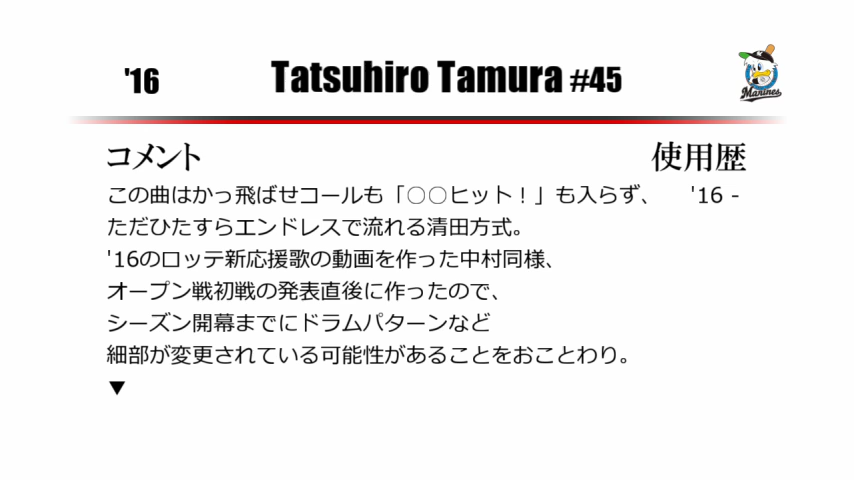 '16
Tatsuhiro Tamura #45
Marines
コメント
使用歴
この曲はかっ飛ばせコールも「○○ヒット！」も入らず、
'16 -
ただひたすらエンドレスで流れる清田方式。
'16のロッテ新応援歌の動画を作った中村同様、
オープン戦初戦の発表直後に作ったので、
シーズン開幕までにドラムパターンなど
細部が変更されている可能性があることをおことわり。
▼